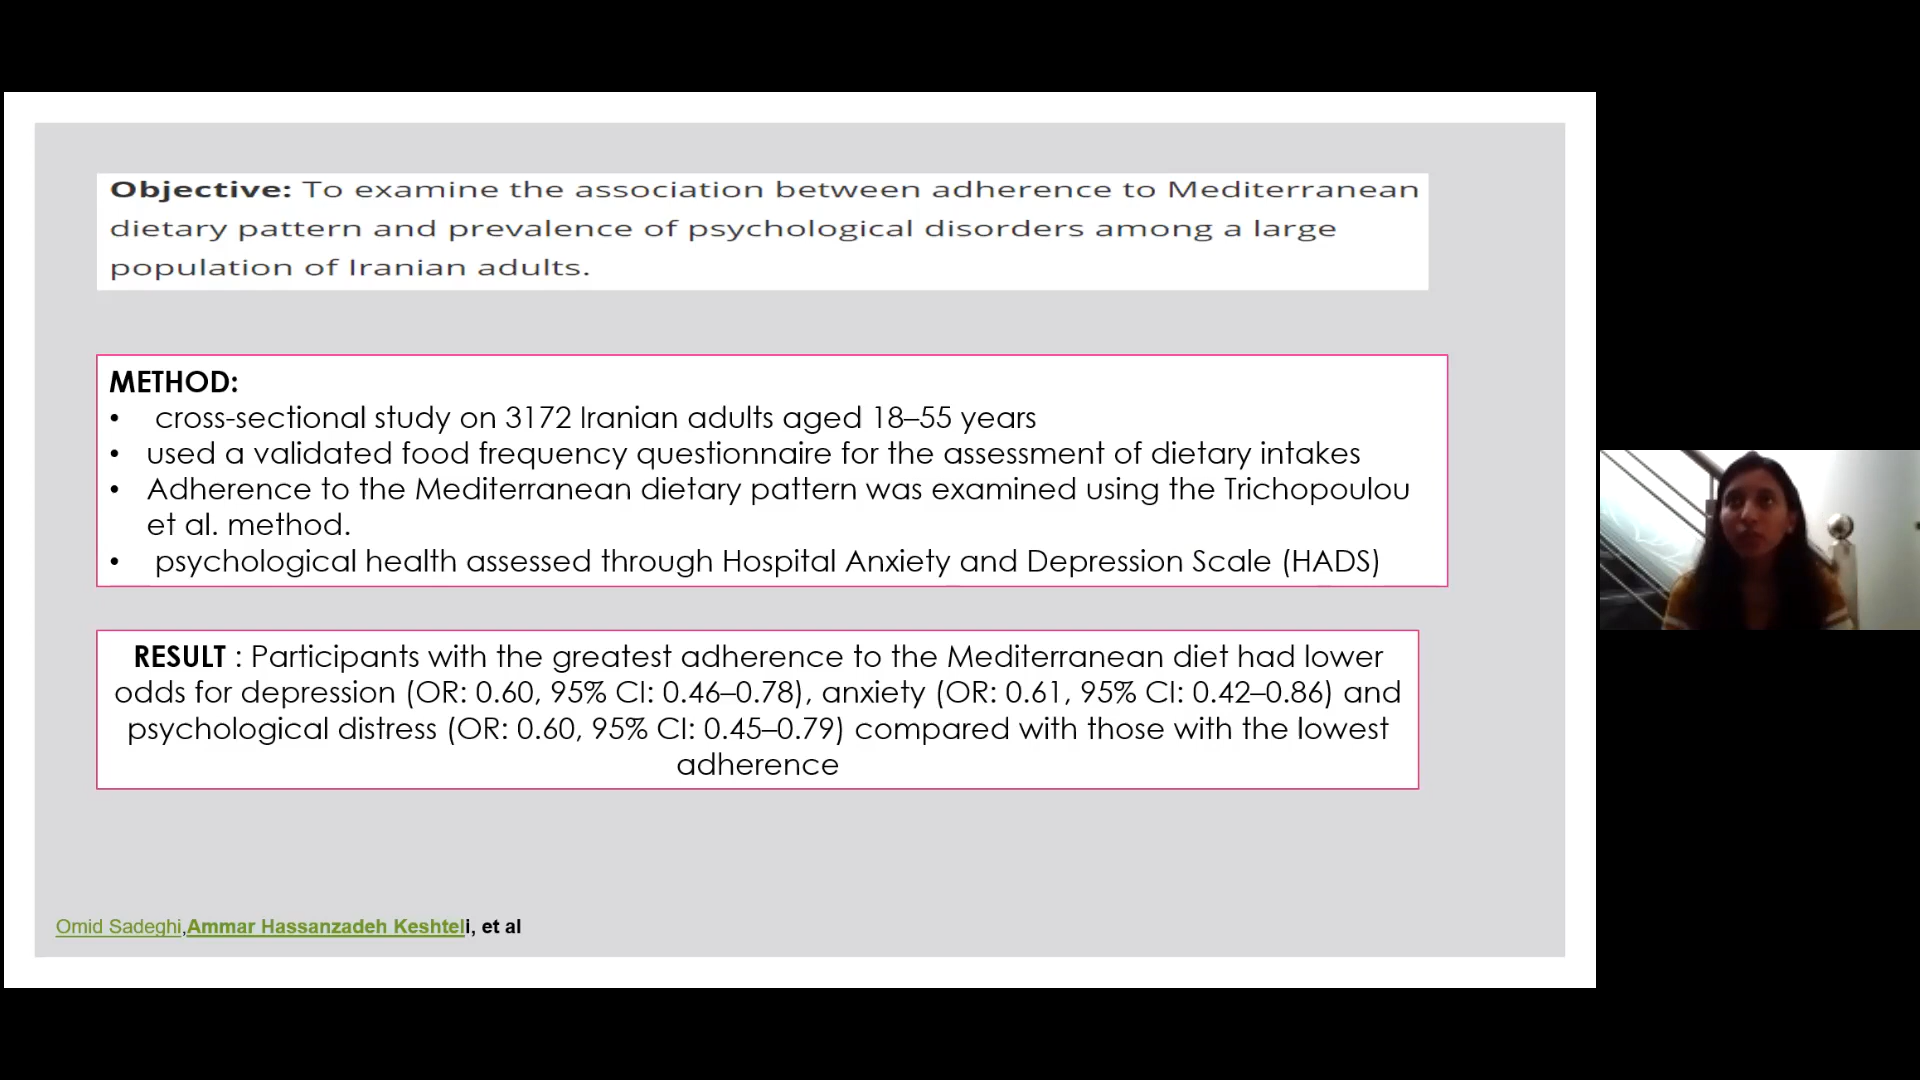 Objective: To examine the association between adherence to Mediterranean
dietary pattern and prevalence of psychological disorders among a large
population of Iranian adults.
METHOD:
• cross-sectional study on 3172 Iranian adults aged 18–55 years
• used a validated food frequency questionnaire for the assessment of dietary intakes
• Adherence to the Mediterranean dietary pattern was examined using the Trichopoulou
et al. method.
• psychological health assessed through Hospital Anxiety and Depression Scale (HADS)
RESULT : Participants with the greatest adherence to the Mediterranean diet had lower
odds for depression (OR: 0.60, 95% CI: 0.46–0.78), anxiety (OR: 0.61, 95% CI: 0.42–0.86) and
psychological distress (OR: 0.60, 95% CI: 0.45–0.79) compared with those with the lowest
adherence
Omid Sadeghi,Ammar Hassanzadeh Keshteli, et al